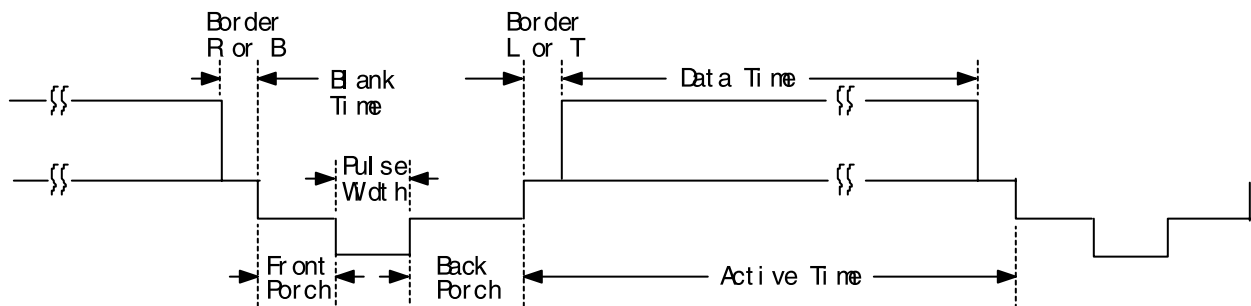 Border
R or B
Border
L or T
Blank
Time
Data Time
Pulse
Width
Front
Porch
Back
Porch
Active Time